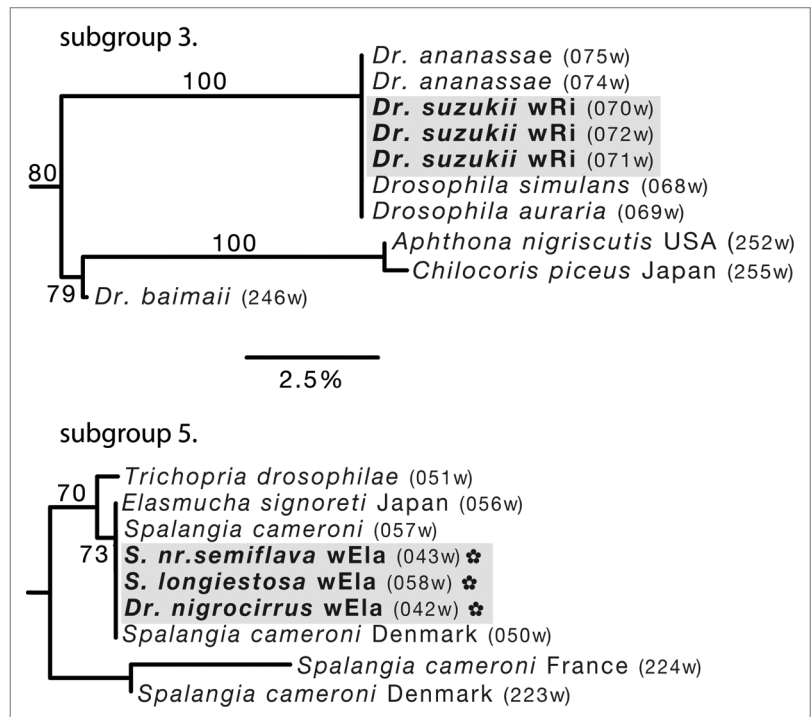 subgroup 3.
Dr. ananassae (075w)
100
Dr. ananassae (074w)
Dr. suzukii wRi (070w)
Dr. suzukii wRi (072w)
Dr. suzukii wRi (071w)
80
Drosophila simulans (068w)
Drosophila auraria (069w)
100
Aphthona nigriscutis USA (252w)
Chilocoris piceus Japan (255w)
79
Dr. baimaii (246w)
2.5%
subgroup 5.
Trichopria drosophilae (051w)
70
Elasmucha signoreti Japan (056w)
Spalangia cameroni (057w)
73
S. nr.semiflava wEla (043w) ✿
S. longiestosa wEla (058w) ✿
Dr. nigrocirrus wEla (042w) ✿
Spalangia cameroni Denmark (050w)
Spalangia cameroni France (224w)
Spalangia cameroni Denmark (223w)